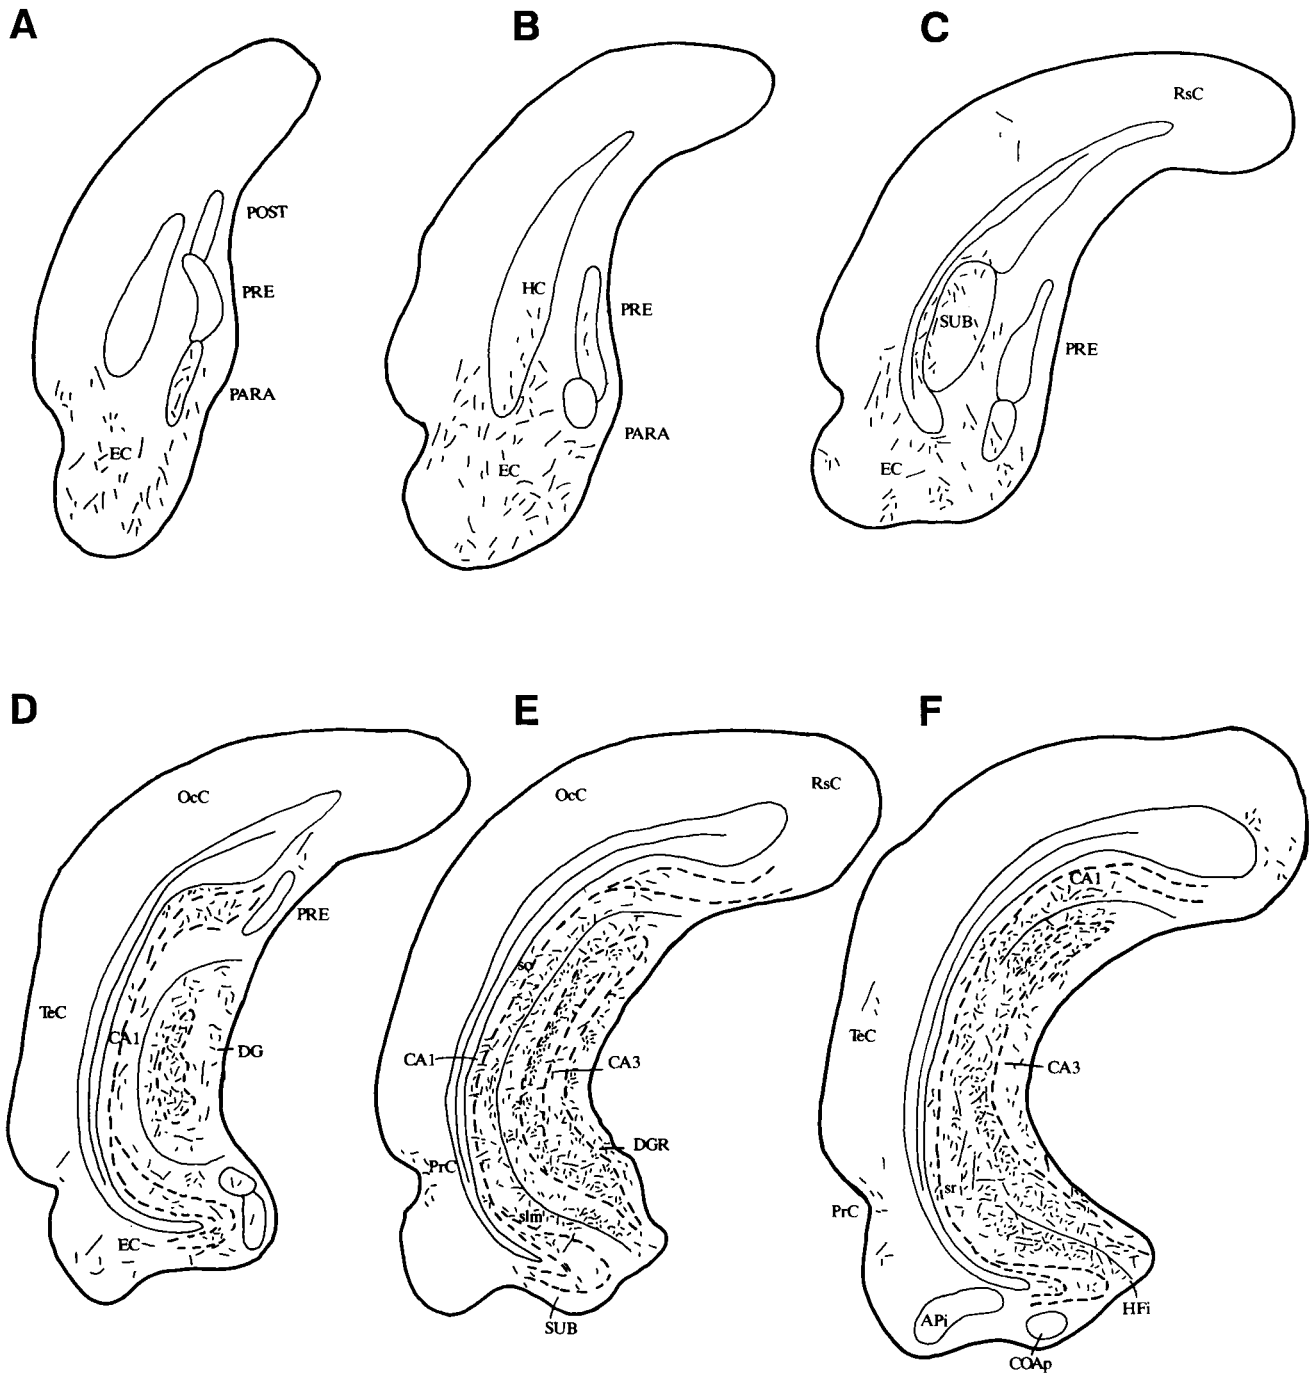 A
B
C
RsC
POST
PRE
HC
PRE
SUB
PRE
PARA
PARA
EC
EC
EC
D
E
F
OcC
OcC
RsC
CA1
PRE
so
TeC
TeC
CA1
DG
CA1
CA3
CA3
DGR
PrC
sr
PrC
slm
EC
SUB
HFi
APi
COAp